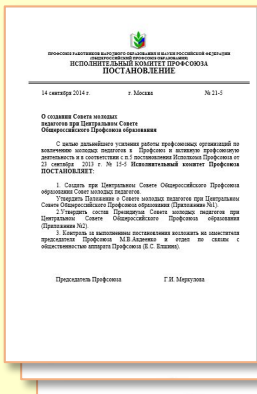 ПРОФСОЮЗ РАБОТНИКОВ НАРОДНОГО ОБРАЗОВАНИЯ И НАУКИ РОССИЙСКОЙ ФЕДЕРАЦИИ
(ОБЩЕРОССИЙСКИЙ ПРОФСОЮЗ ОБРАЗОВАНИЯ)
ИСПОЛНИТЕЛЬНЫЙ КОМИТЕТ ПРОФСОЮЗА
ПОСТАНОВЛЕНИЕ
14 сентября 2014 г. г. Москва № 21-5
О создании Совета молодых
педагогов при Центральном Совете
Общероссийского Профсоюза образования
С целью дальнейшего усиления работы профсоюзных организаций по
вовлечению молодых педагогов в Профсоюз и активную профсоюзную
деятельность и в соответствии с п.5 постановления Исполкома Профсоюза от
23 сентября 2013 г. № 15-5 Исполнительный комитет Профсоюза
ПОСТАНОВЛЯЕТ:
1. Создать при Центральном Совете Общероссийского Профсоюза
образования Совет молодых педагогов.
Утвердить Положение о Совете молодых педагогов при Центральном
Совете Общероссийского Профсоюза образования (Приложение №1).
2.Утвердить состав Президиума Совета молодых педагогов при
Центральном Совете Общероссийского Профсоюза образования
(Приложение №2).
3. Контроль за выполнением постановления возложить на заместителя
председателя Профсоюза М.В.Авдеенко и отдел по связям с
общественностью аппарата Профсоюза (Е.С. Елшина).
Председатель Профсоюза Г.И. Меркулова